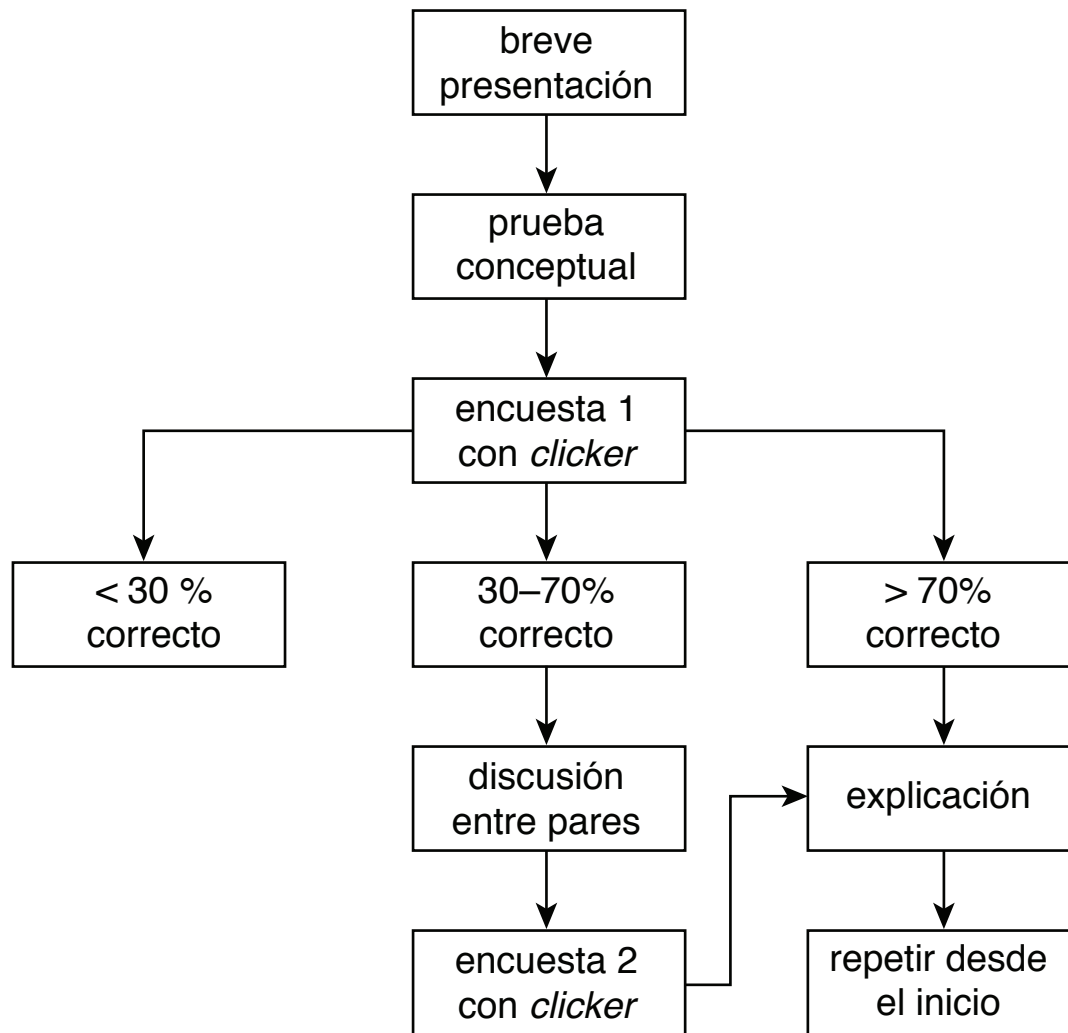 breve
presentación
prueba
conceptual
encuesta 1
con clicker
< 30 %
correcto
30–70%
correcto
> 70%
correcto
discusión
entre pares
explicación
encuesta 2
con clicker
repetir desde
el inicio